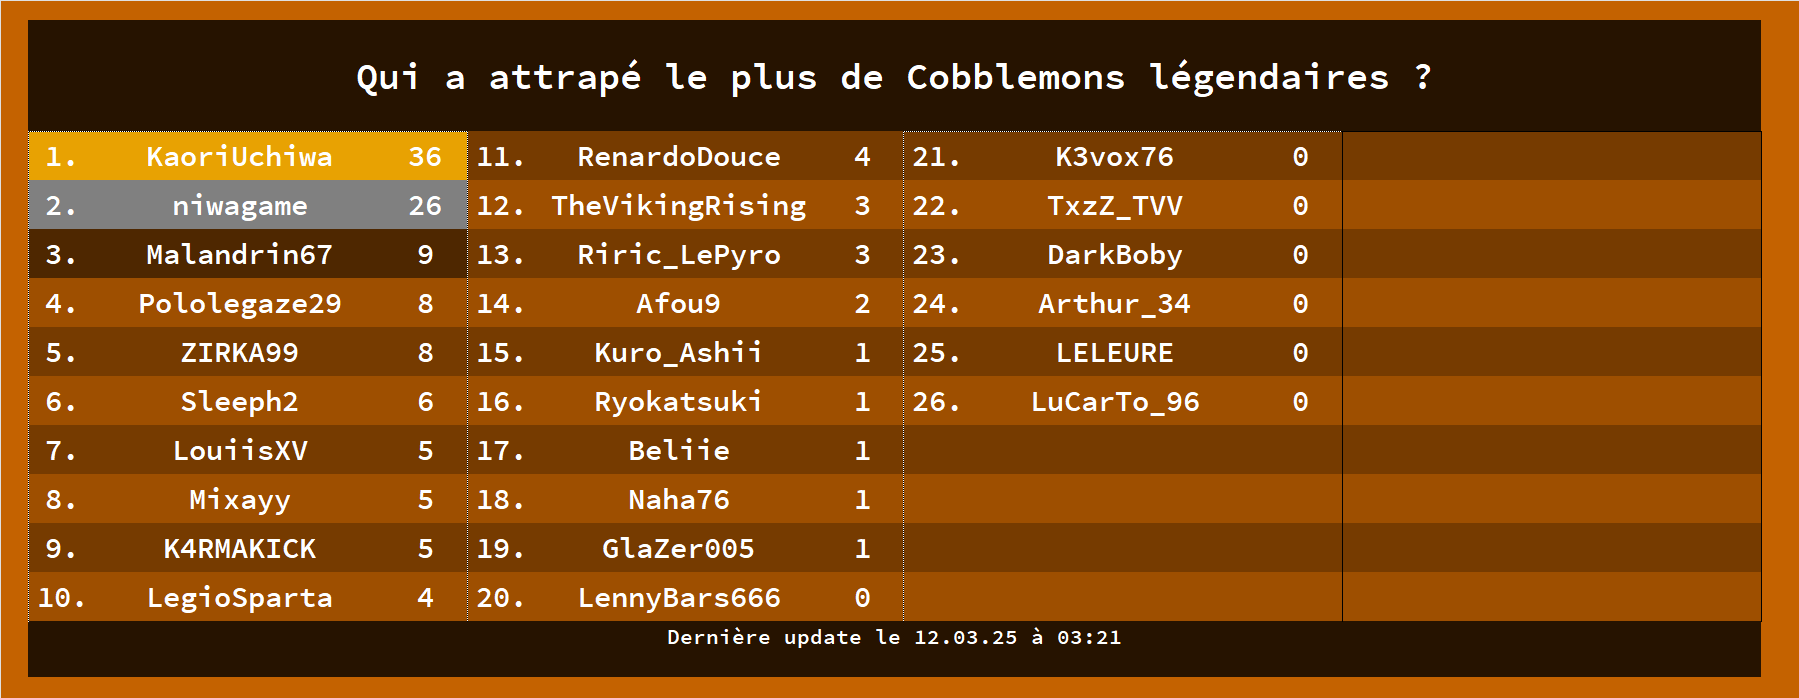 Qui a attrapé le plus de Cobblemons légendaires ?
1. KaoriUchiwa 36
2. niwagame 26
3. Malandrin67 9
4. Pololegaze29 8
5. ZIRKA99 8
6. Sleeph2 6
7. LouiisXV 5
8. Mixayy 5
9. K4RMAKICK 5
10. LegioSparta 4
11. RenardoDouce 4
12. TheVikingRising 3
13. Riric_LePyro 3
14. Afou9 2
15. Kuro_Ashii 1
16. Ryokatsuki 1
17. Beliie 1
18. Naha76 1
19. GlaZer005 1
20. LennyBars666 0
21. K3vox76 0
22. TxzZ_TVV 0
23. DarkBoby 0
24. Arthur_34 0
25. LELEURE 0
26. LuCarTo_96 0
Dernière update le 12.03.25 à 03:21